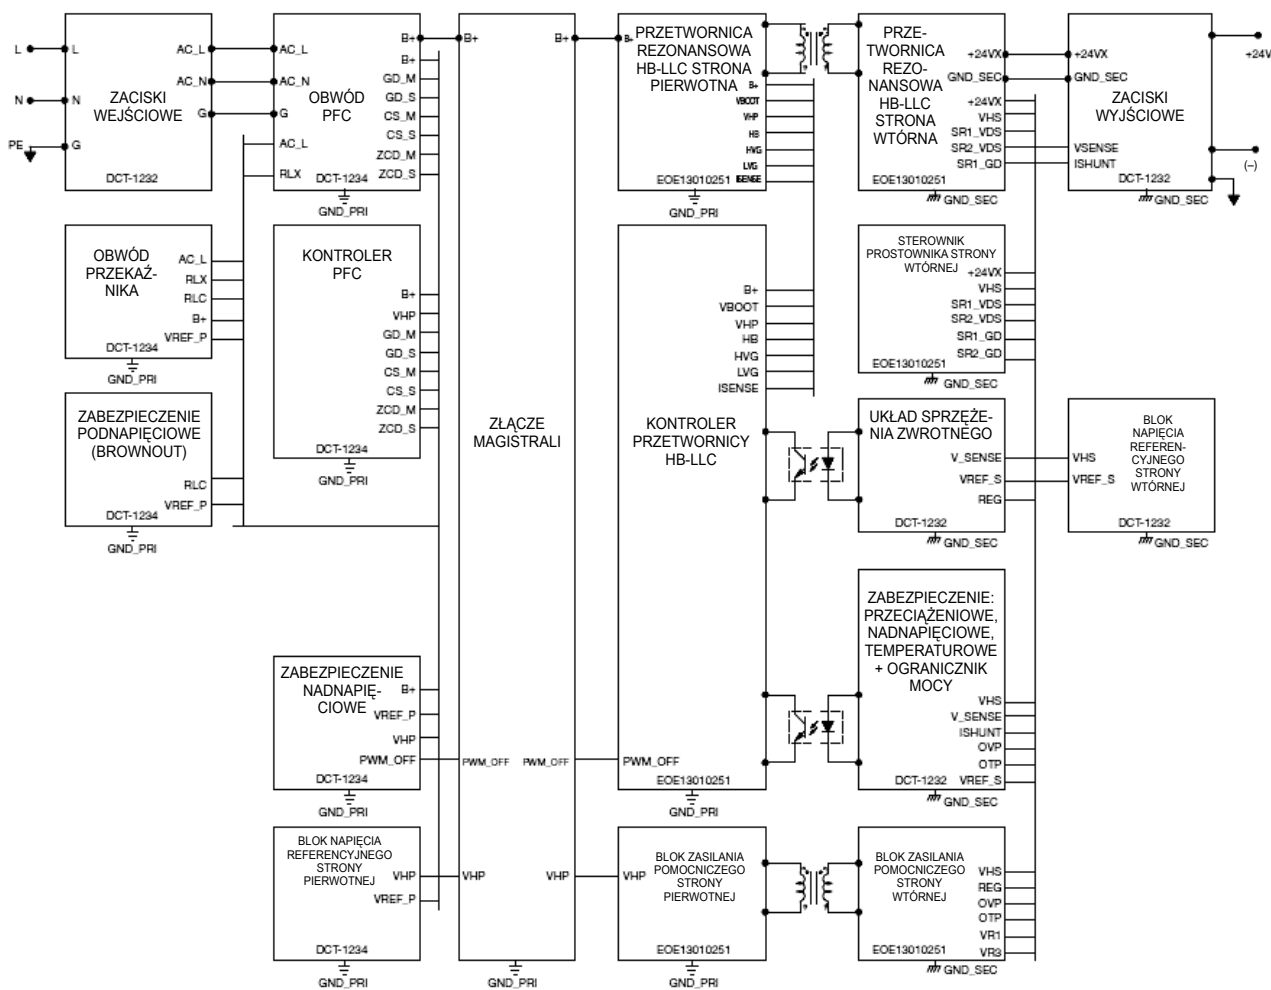 L
N
PE
L
N
G
ZACISKI
WEJŚCIOWE
AC_L
AC_N
G
DCT-1232
AC_L
AC_N
G
AC_L
RLX
OBWÓD
PFC
B+
B+
GD_M
GD_S
CS_M
CS_S
ZCD_M
ZCD_S
DCT-1234
GND_PRI
B+
B+
ZŁĄCZE
MAGISTRALI
PWM_OFF
PWM_OFF
VHP
VHP
GND_PRI
B+
PRZETWORNICA
REZONANSOWA
HB-LLC STRONA
PIERWOTNA
B+
VBOOT
VHP
HB
HVG
LVG
ISENSE
EOE13010251
GND_PRI
PRZE-
TWORNICA
REZO-
NANSOWA
HB-LLC
STRONA
WTÓRNA
+24VX
GND_SEC
+24VX
VHS
SR1_VDS
SR2_VDS
SR1_GD
EOE13010251
GND_SEC
+24VX
GND_SEC
ZACISKI
WYJŚCIOWE
VSENSE
ISHUNT
DCT-1232
GND_SEC
+24V
(–)
OBWÓD
PRZEKAŹ-
NIKA
AC_L
RLX
RLC
B+
VREF_P
DCT-1234
GND_PRI
KONTROLER
PFC
B+
VHP
GD_M
GD_S
CS_M
CS_S
ZCD_M
ZCD_S
DCT-1234
GND_PRI
B+
VBOOT
VHP
HB
HVG
LVG
ISENSE
KONTROLER
PRZETWORNICY
HB-LLC
PWM_OFF
EOE13010251
GND_PRI
STEROWNIK
PROSTOWNIKA STRONY
WTÓRNEJ
+24VX
VHS
SR1_VDS
SR2_VDS
SR1_GD
SR2_GD
EOE13010251
GND_SEC
ZABEZPIECZENIE
PODNAPIĘCIOWE
(BROWNOUT)
RLC
VREF_P
DCT-1234
GND_PRI
UKŁAD SPRZĘŻE-
NIA ZWROTNEGO
V_SENSE
VREF_S
REG
DCT-1232
GND_SEC
BLOK
NAPIĘCIA
REFEREN-
CYJNEGO
STRONY
WTÓRNEJ
VHS
VREF_S
DCT-1232
GND_SEC
ZABEZPIECZENIE
NADNAPIĘ-
CIOWE
B+
VREF_P
VHP
PWM_OFF
DCT-1234
GND_PRI
ZABEZPIECZENIE:
PRZECIĄŻENIOWE,
NADNAPIĘCIOWE,
TEMPERATUROWE
+ OGRANICZNIK
MOCY
VHS
V_SENSE
ISHUNT
OVP
OTP
VREF_S
DCT-1232
GND_SEC
BLOK NAPIĘCIA
REFERENCYJNEGO
STRONY
PIERWOTNEJ
VHP
VREF_P
DCT-1234
GND_PRI
VHP
BLOK ZASILANIA
POMOCNICZEGO
STRONY
PIERWOTNEJ
EOE13010251
GND_PRI
BLOK ZASILANIA
POMOCNICZEGO
STRONY
WTÓRNEJ
VHS
REG
OVP
OTP
VR1
VR3
EOE13010251
GND_SEC